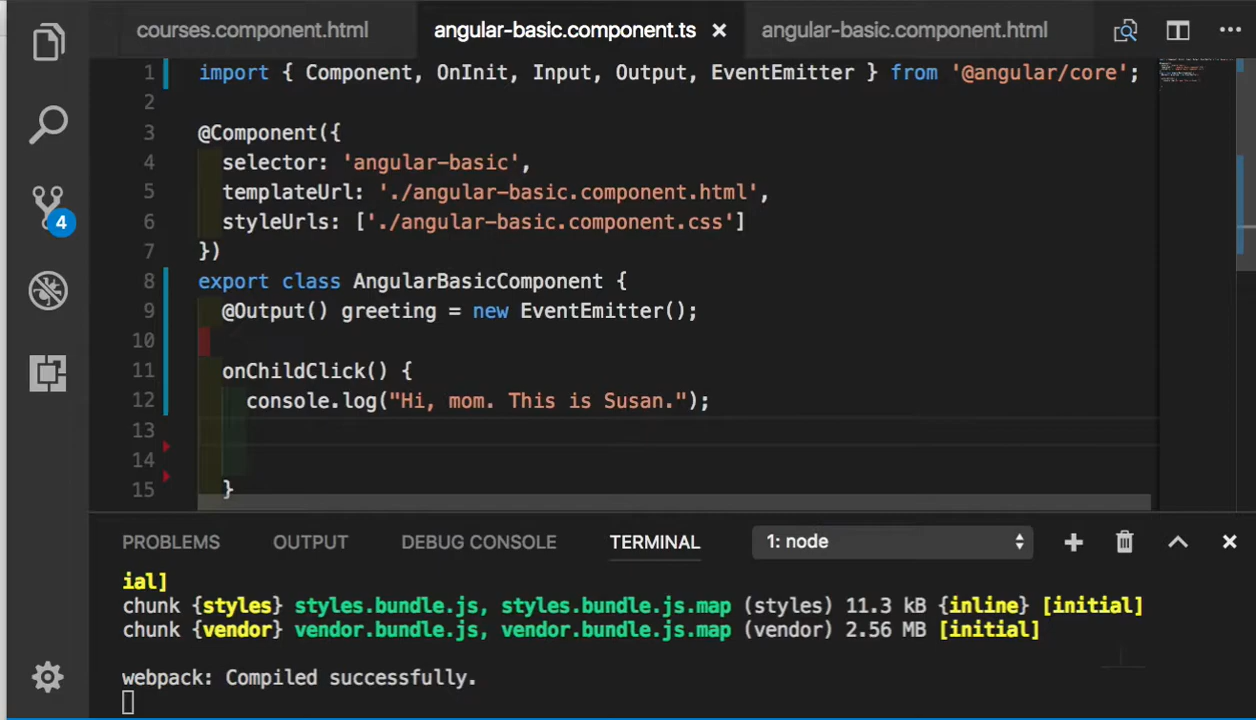 courses.component.html angular-basic.component.ts × angular-basic.component.html
1 import { Component, OnInit, Input, Output, EventEmitter } from '@angular/core';
2
3 @Component({
4 selector: 'angular-basic',
5 templateUrl: './angular-basic.component.html',
6 styleUrls: ['./angular-basic.component.css']
7 })
8 export class AngularBasicComponent {
9 @Output() greeting = new EventEmitter();
10
11 onChildClick() {
12 console.log("Hi, mom. This is Susan.");
13
14
15 }
4
PROBLEMS OUTPUT DEBUG CONSOLE TERMINAL 1: node
ial]
chunk {styles} styles.bundle.js, styles.bundle.js.map (styles) 11.3 kB {inline} [initial]
chunk {vendor} vendor.bundle.js, vendor.bundle.js.map (vendor) 2.56 MB [initial]
webpack: Compiled successfully.